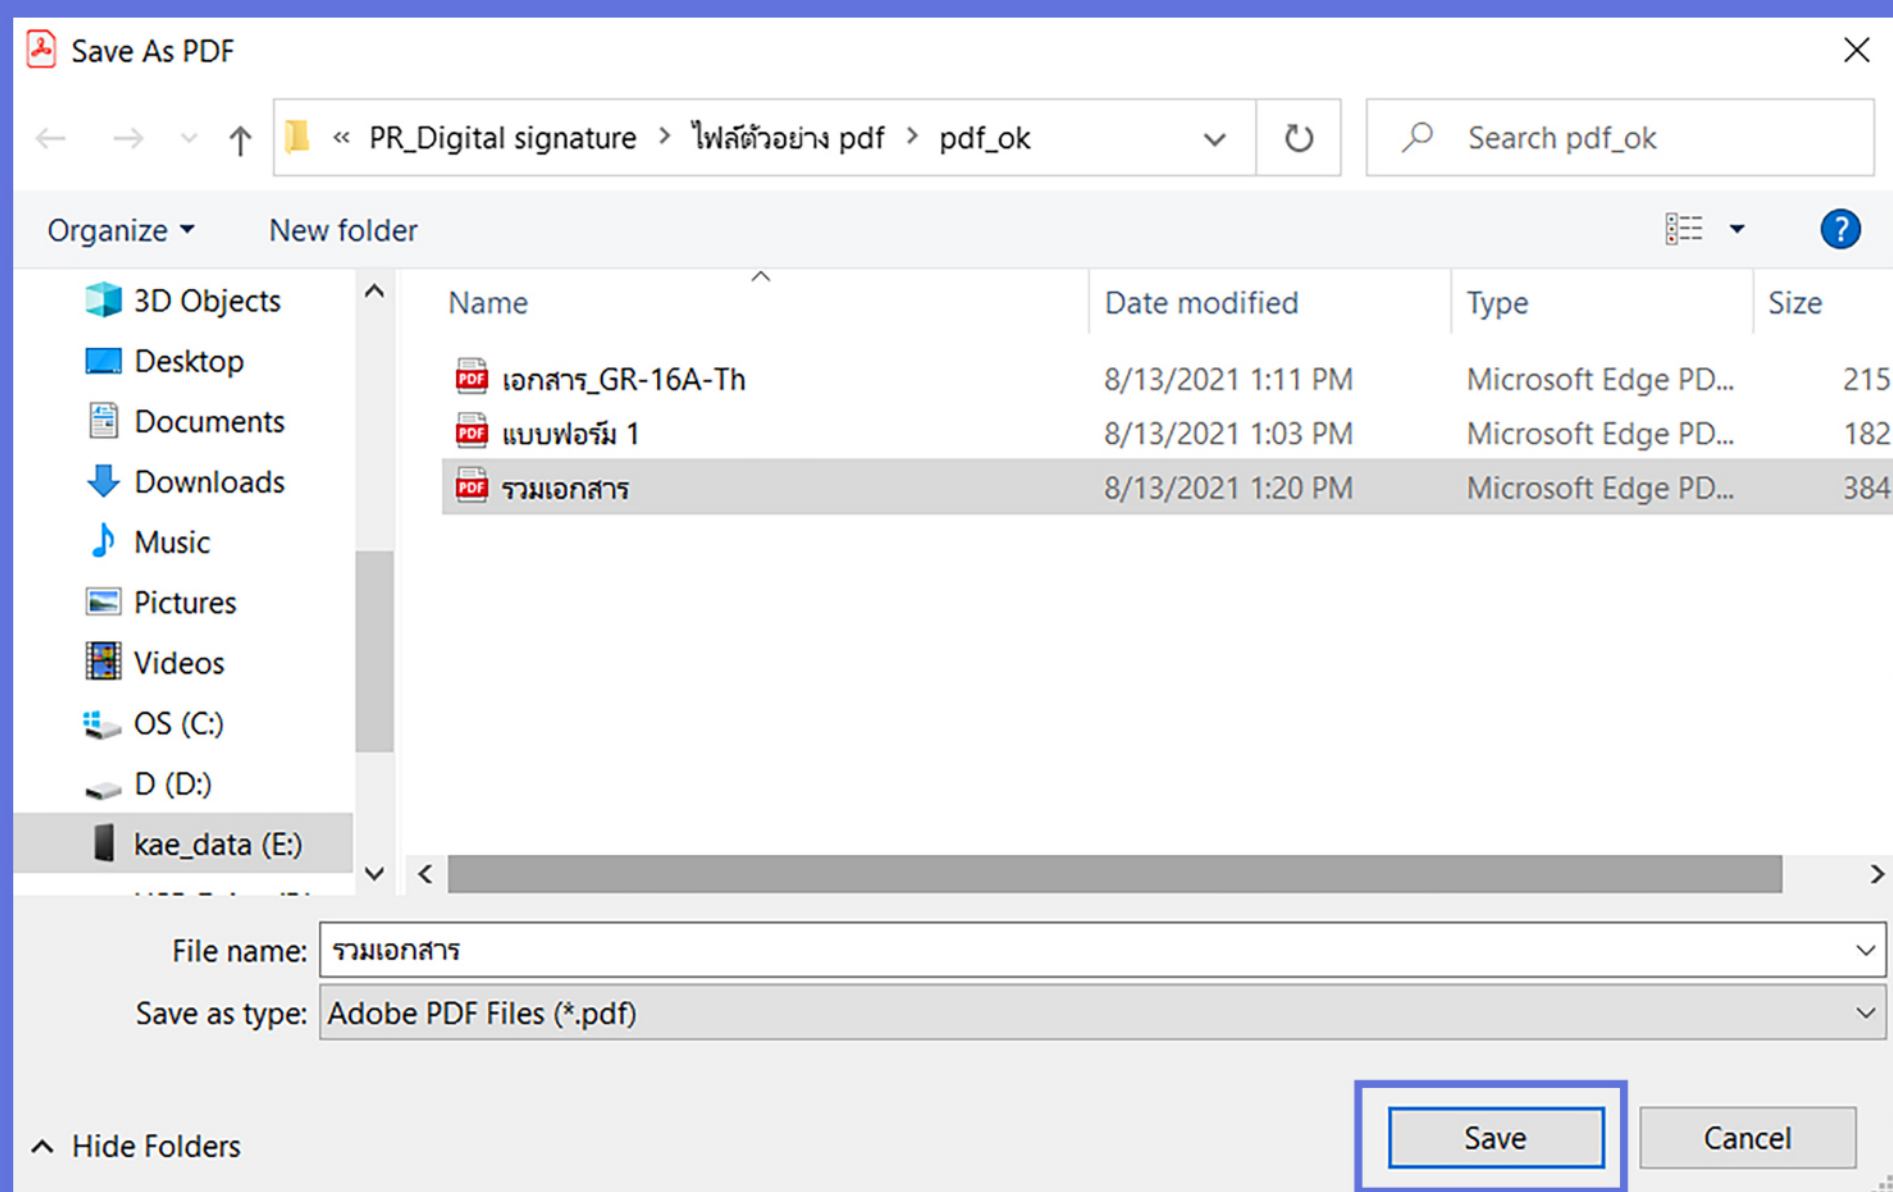 Save As PDF
« PR_Digital signature > ไฟล์ตัวอย่าง pdf > pdf_ok
Search pdf_ok
Organize
New folder
?
3D Objects
Desktop
Documents
Downloads
Music
Pictures
Videos
OS (C:)
D (D:)
kae_data (E:)
Name Date modified Type Size
PDF เอกสาร_GR-16A-Th 8/13/2021 1:11 PM Microsoft Edge PD... 215
PDF แบบฟอร์ม 1 8/13/2021 1:03 PM Microsoft Edge PD... 182
PDF รวมเอกสาร 8/13/2021 1:20 PM Microsoft Edge PD... 384
File name: รวมเอกสาร
Save as type: Adobe PDF Files (*.pdf)
Hide Folders
Save
Cancel